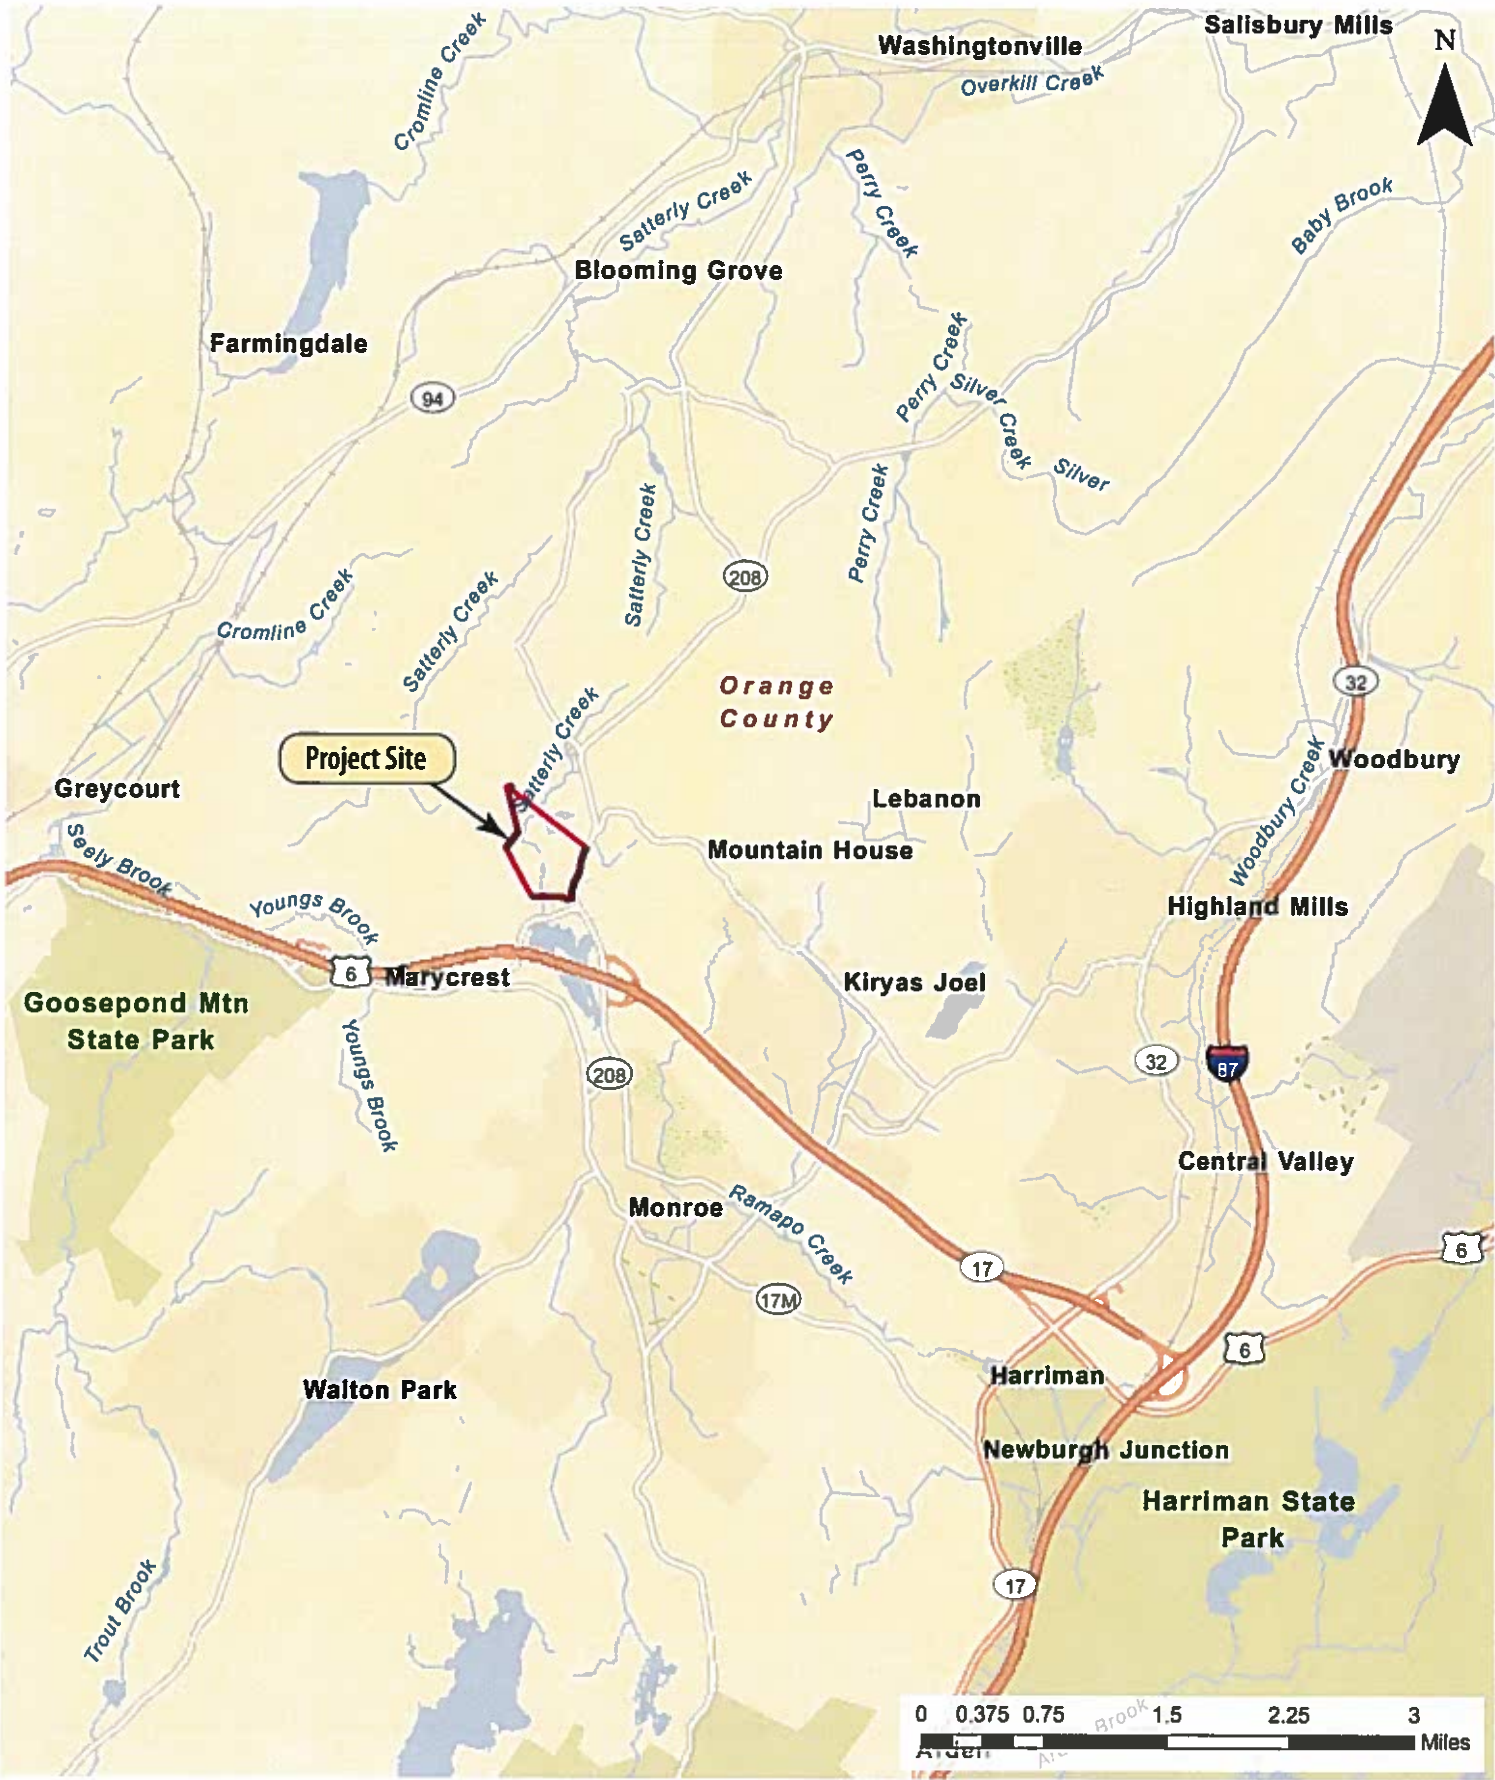 Salisbury Mills
N
Washingtonville
Overkill Creek
Cromline Creek
Perry Creek
Satterly Creek
Baby Brook
Blooming Grove
Farmingdale
Perry Creek
94
Silver Creek
Silver
Perry Creek
Satterly Creek
208
Cromline Creek
Satterly Creek
Orange
County
32
Satterly Creek
Project Site
Woodbury
Greycourt
Lebanon
Woodbury Creek
Seely Brook
Mountain House
Youngs Brook
Highland Mills
6
Marycrest
Kiryas Joel
Goosepond Mtn
State Park
Youngs Brook
208
32
87
Central Valley
Monroe
Ramapo Creek
6
17
17M
6
Harriman
Walton Park
Newburgh Junction
Harriman State
Park
17
Trout Brook
0 0.375 0.75 1.5 2.25 3
Brook
Miles
Arden